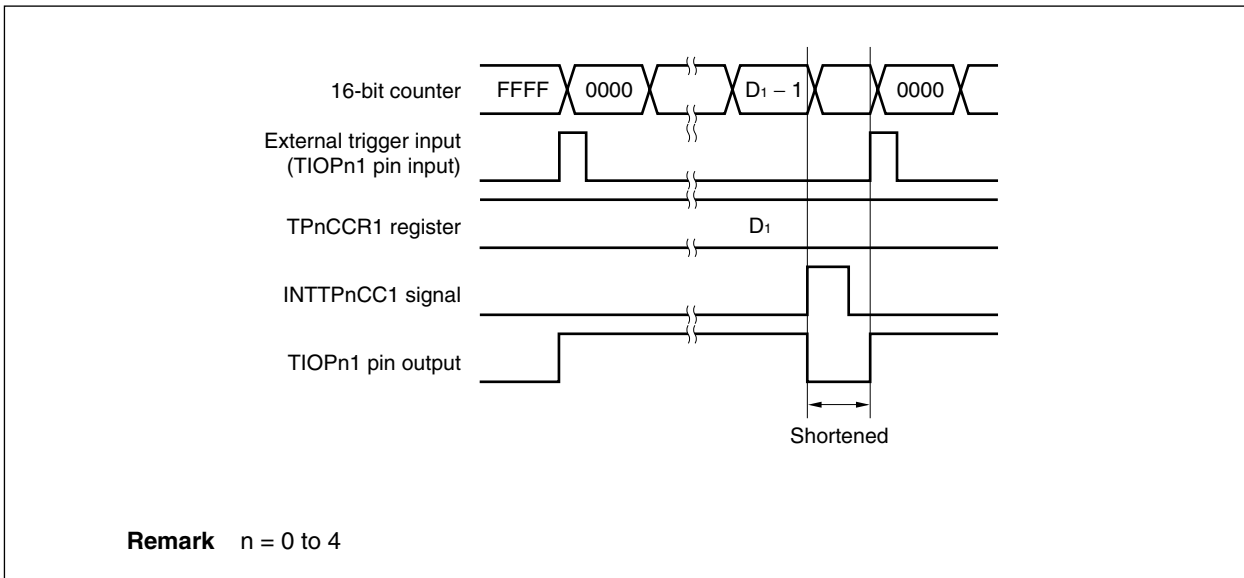 16-bit counter FFFF 0000 D₁ − 1 0000
External trigger input
(TIOPn1 pin input)
TPnCCR1 register D₁
INTTPnCC1 signal
TIOPn1 pin output
Shortened
Remark n = 0 to 4